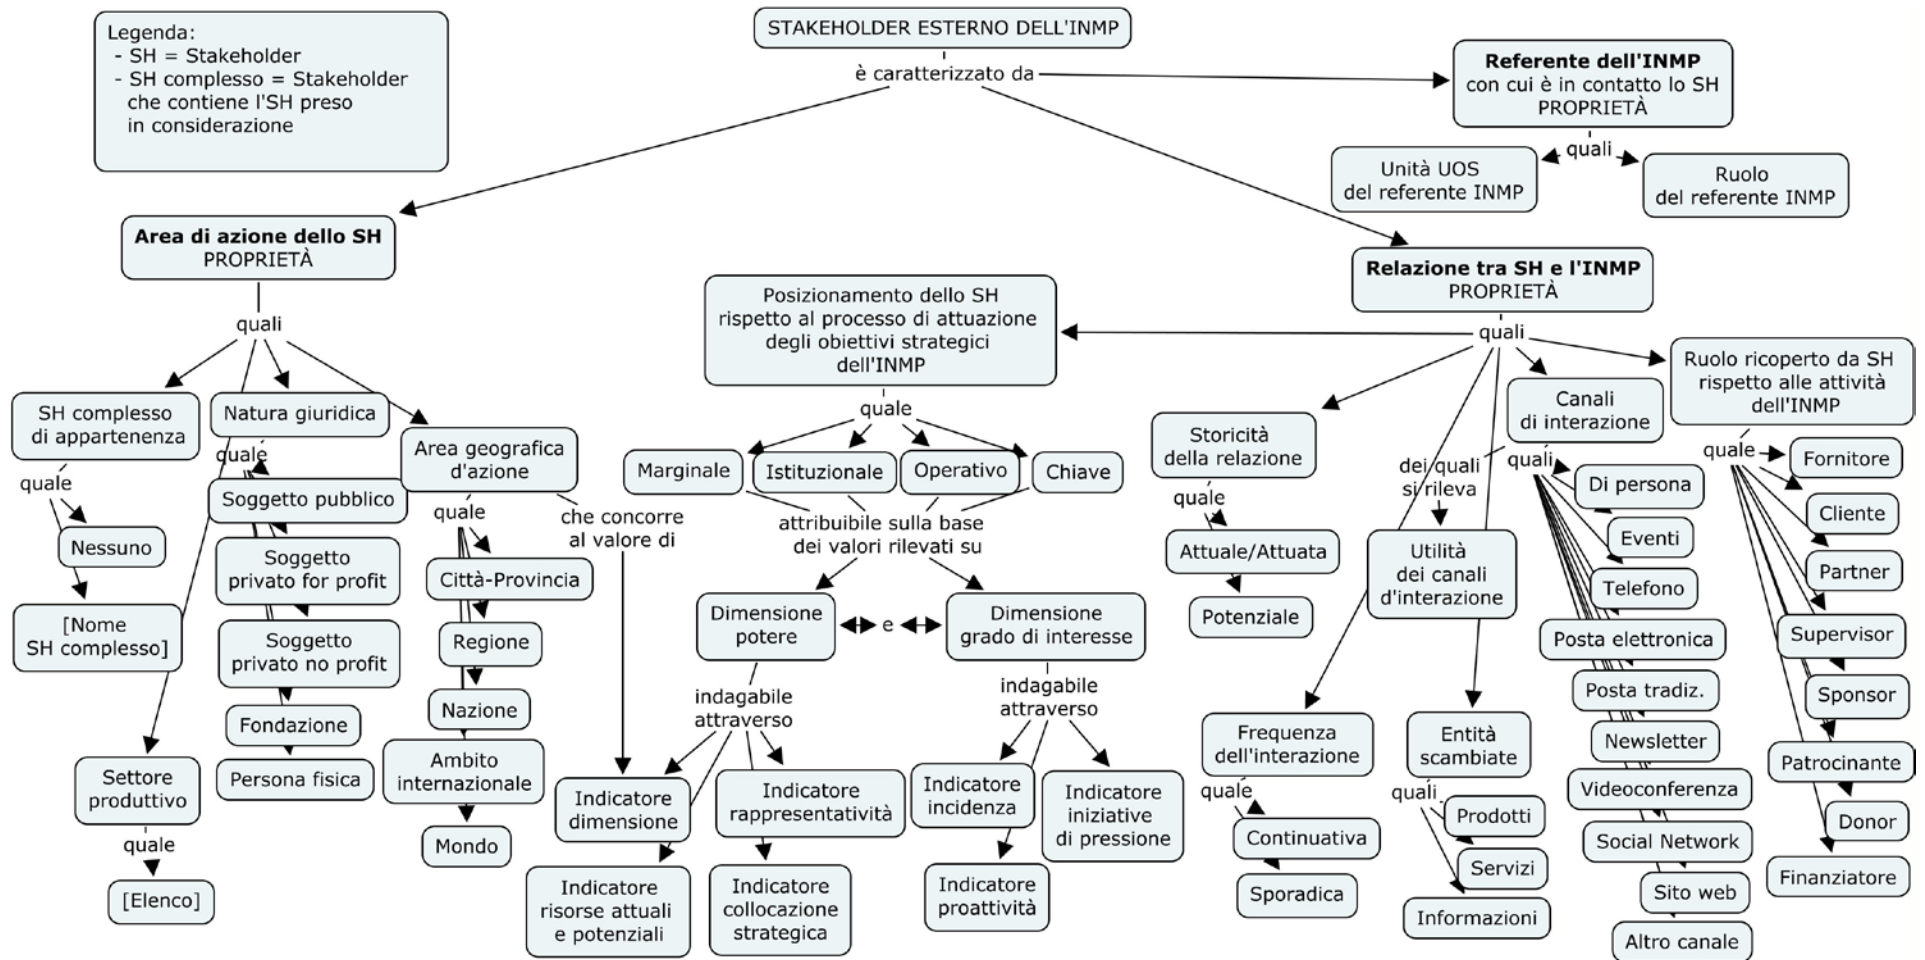 Legenda:
- SH = Stakeholder
- SH complesso = Stakeholder
che contiene l'SH preso
in considerazione
STAKEHOLDER ESTERNO DELL'INMP
è caratterizzato da
Referente dell'INMP
con cui è in contatto lo SH
PROPRIETÀ
quali
Unità UOS
del referente INMP
Ruolo
del referente INMP
Area di azione dello SH
PROPRIETÀ
quali
SH complesso
di appartenenza
quale
Nessuno
[Nome
SH complesso]
Settore
produttivo
quale
[Elenco]
Natura giuridica
quale
Soggetto pubblico
Soggetto
privato for profit
Soggetto
privato no profit
Fondazione
Persona fisica
Area geografica
d'azione
quale
Città-Provincia
Regione
Nazione
Ambito
internazionale
Mondo
che concorre
al valore di
Relazione tra SH e l'INMP
PROPRIETÀ
quali
Posizionamento dello SH
rispetto al processo di attuazione
degli obiettivi strategici
dell'INMP
quale
Marginale
Istituzionale
Operativo
Chiave
attribuibile sulla base
dei valori rilevati su
Dimensione
potere
e
Dimensione
grado di interesse
indagabile
attraverso
Indicatore
dimensione
Indicatore
rappresentatività
Indicatore
risorse attuali
e potenziali
Indicatore
collocazione
strategica
indagabile
attraverso
Indicatore
incidenza
Indicatore
iniziative
di pressione
Indicatore
proattività
Storicità
della relazione
quale
Attuale/Attuata
Potenziale
Frequenza
dell'interazione
quale
Continuativa
Sporadica
dei quali
si rileva
Utilità
dei canali
d'interazione
Entità
scambiate
quali
Prodotti
Servizi
Informazioni
Canali
di interazione
quali
Di persona
Eventi
Telefono
Posta elettronica
Posta tradiz.
Newsletter
Videoconferenza
Social Network
Sito web
Altro canale
Ruolo ricoperto da SH
rispetto alle attività
dell'INMP
quale
Fornitore
Cliente
Partner
Supervisor
Sponsor
Patrocinante
Donor
Finanziatore